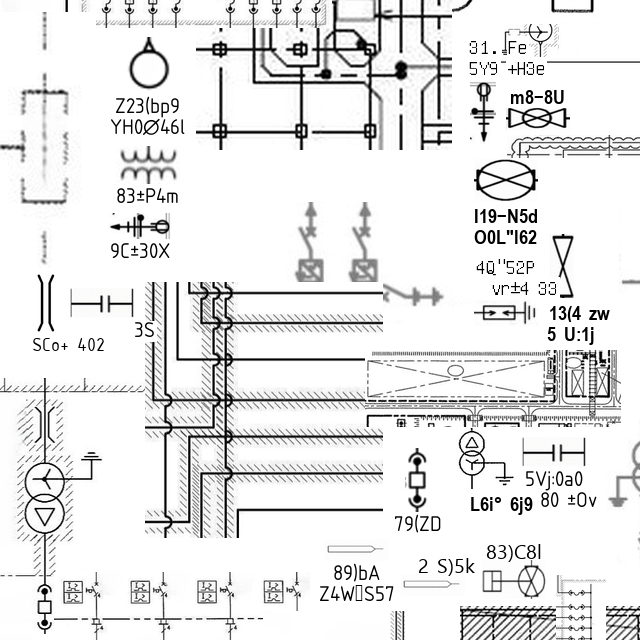 31. Fe
5Y9 +H3e
m8-8U
Z23(bp9
YH0Ø46l
83±P4m
9C±30X
I19-N5d
O0L"I62
4Q"52P
vr±4 33
13(4 zw
5 U:1j
3S
SCo+ 402
5Vj:0a0
80 ±Ov
L6i° 6j9
79(ZD
83)C8l
2 S)5k
89)bA
Z4W▯S57